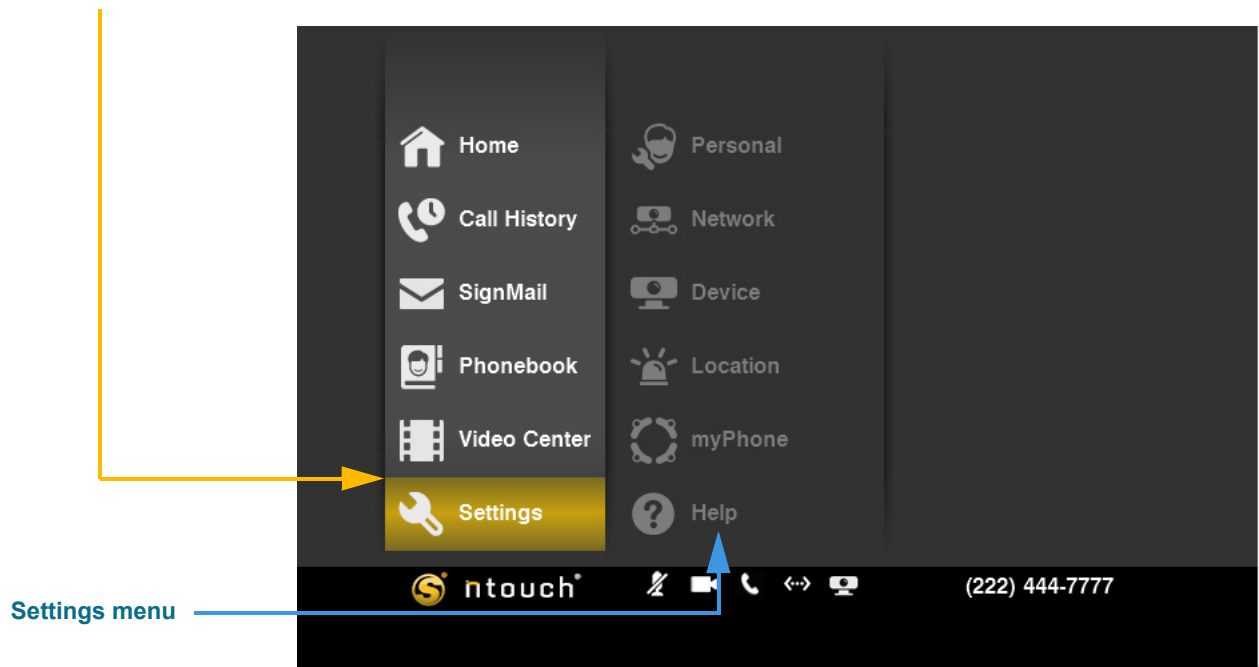 Home
Call History
SignMail
Phonebook
Video Center
Settings
Personal
Network
Device
Location
myPhone
Help
S ntouch
(222) 444-7777
Settings menu